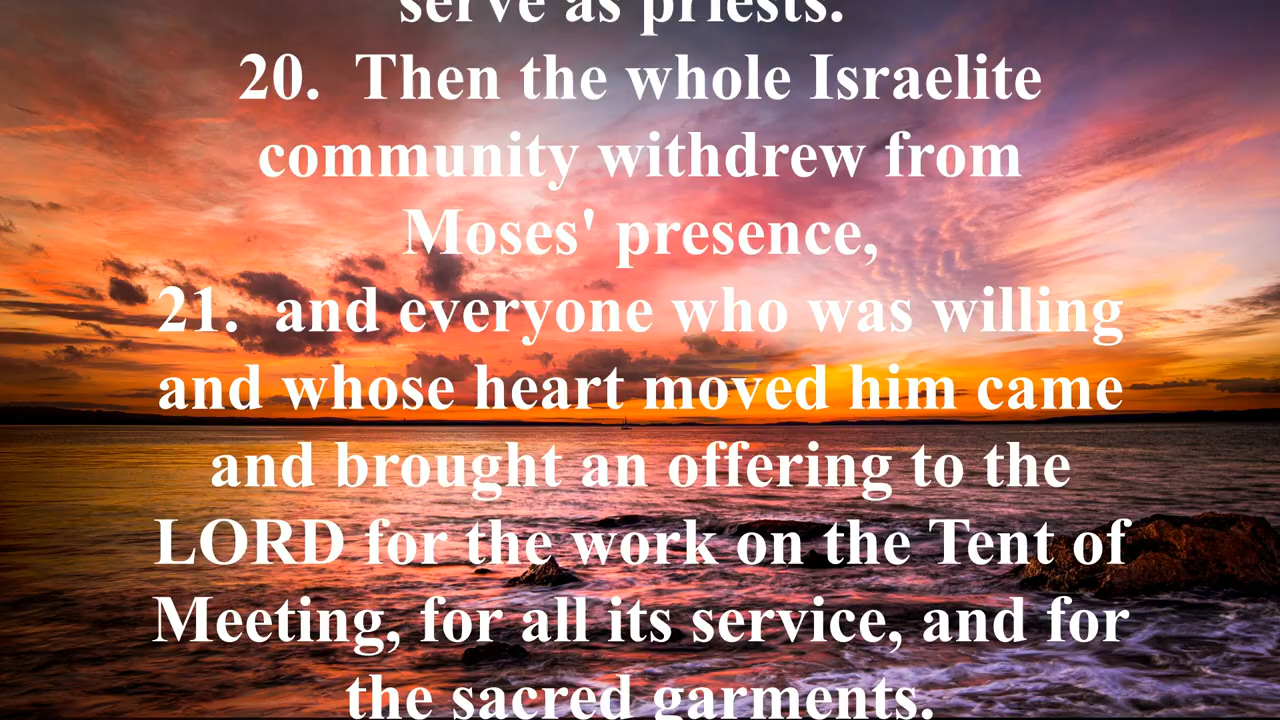 serve as priests.
20.  Then the whole Israelite
community withdrew from
Moses' presence,
21.  and everyone who was willing
and whose heart moved him came
and brought an offering to the
LORD for the work on the Tent of
Meeting, for all its service, and for
the sacred garments.